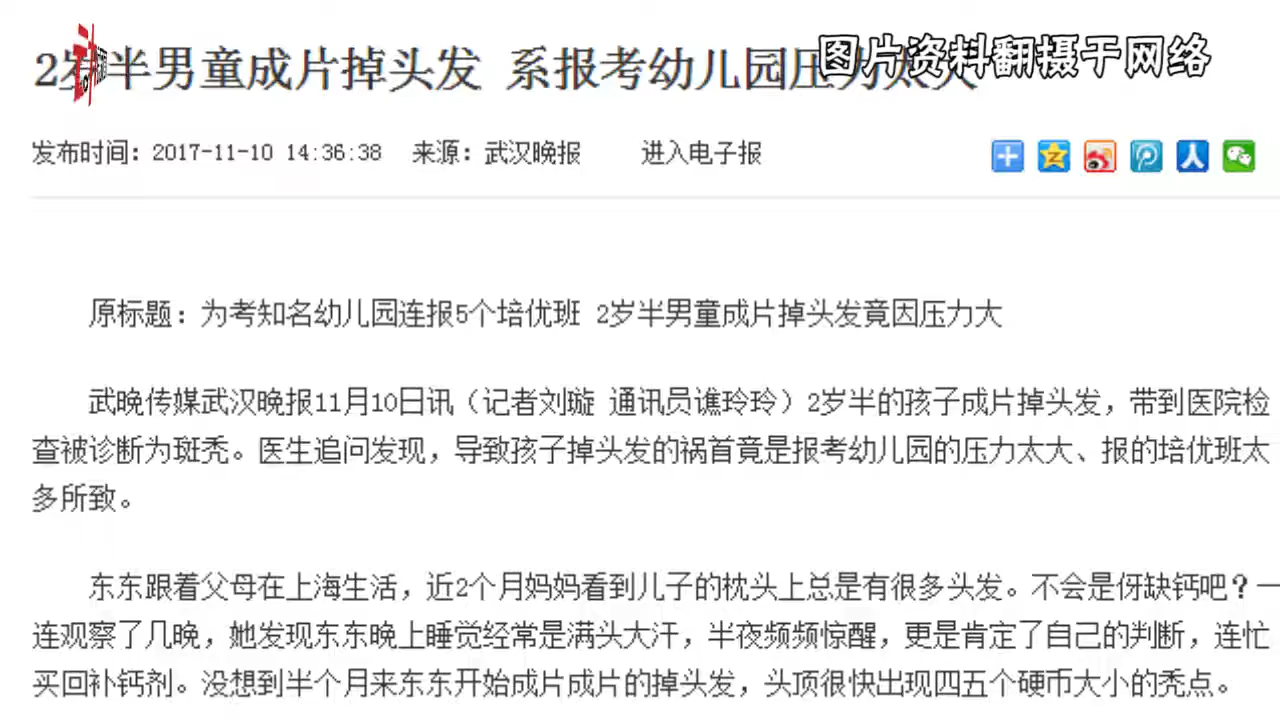 2岁半男童成片掉头发 系报考幼儿园压力太大
图片资料翻摄于网络
发布时间：2017-11-10 14:36:38 来源：武汉晚报 进入电子报
原标题：为考知名幼儿园连报5个培优班 2岁半男童成片掉头发竟因压力大
武晚传媒武汉晚报11月10日讯（记者刘璇 通讯员谯玲玲）2岁半的孩子成片掉头发，带到医院检
查被诊断为斑秃。医生追问发现，导致孩子掉头发的祸首竟是报考幼儿园的压力太大、报的培优班太
多所致。
东东跟着父母在上海生活，近2个月妈妈看到儿子的枕头上总是有很多头发。不会是伢缺钙吧？一
连观察了几晚，她发现东东晚上睡觉经常是满头大汗，半夜频频惊醒，更是肯定了自己的判断，连忙
买回补钙剂。没想到半个月来东东开始成片成片的掉头发，头顶很快出现四五个硬币大小的秃点。